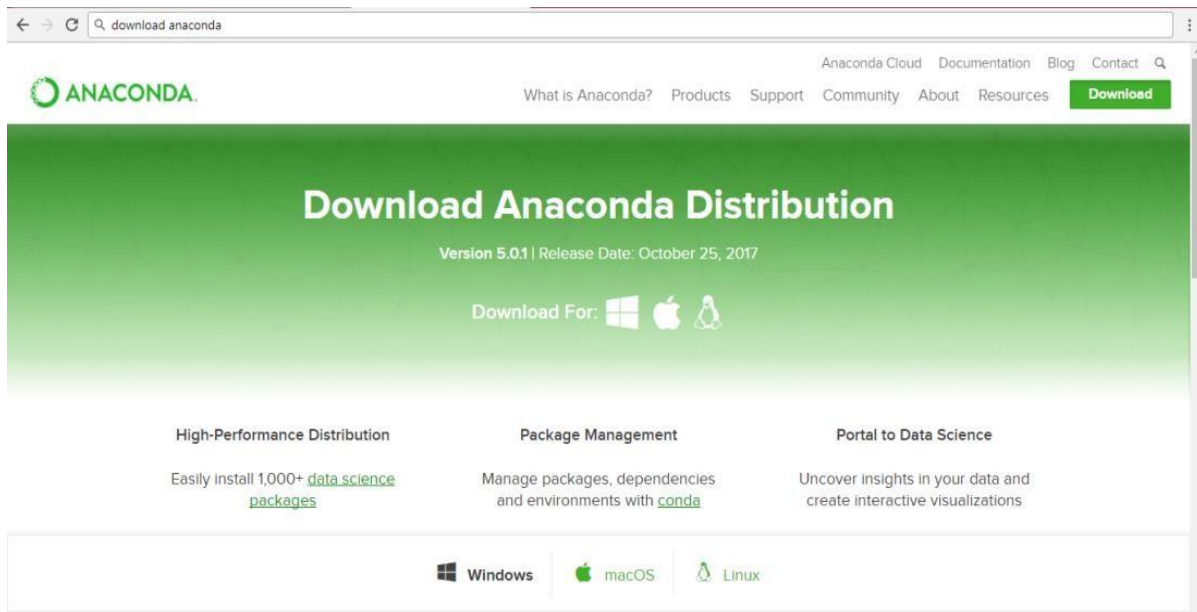 download anaconda
Anaconda Cloud Documentation Blog Contact
ANACONDA.
What is Anaconda? Products Support Community About Resources Download
Download Anaconda Distribution
Version 5.0.1 | Release Date: October 25, 2017
Download For:
High-Performance Distribution
Easily install 1,000+ data science
packages
Package Management
Manage packages, dependencies
and environments with conda
Portal to Data Science
Uncover insights in your data and
create interactive visualizations
Windows macOS Linux